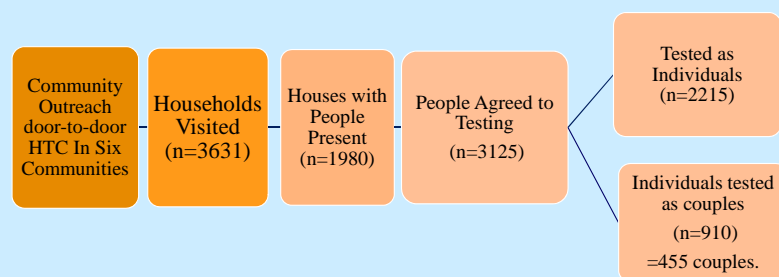 Community
Outreach
door-to-door
HTC In Six
Communities
Households
Visited
(n=3631)
Houses with
People
Present
(n=1980)
People Agreed to
Testing
(n=3125)
Tested as
Individuals
(n=2215)
Individuals tested
as couples
(n=910)
=455 couples.